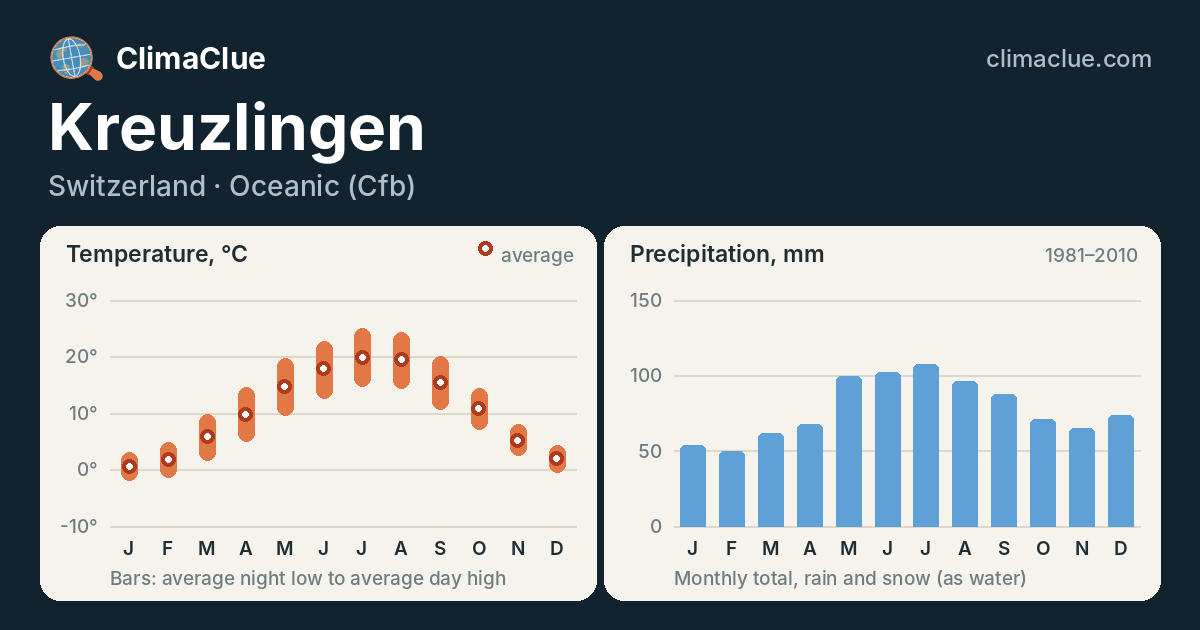 ClimaClue
climaclue.com
Kreuzlingen
Switzerland · Oceanic (Cfb)
Temperature, °C
average
30°
20°
10°
0°
-10°
J F M A M J J A S O N D
Bars: average night low to average day high
Precipitation, mm
1981–2010
150
100
50
0
J F M A M J J A S O N D
Monthly total, rain and snow (as water)